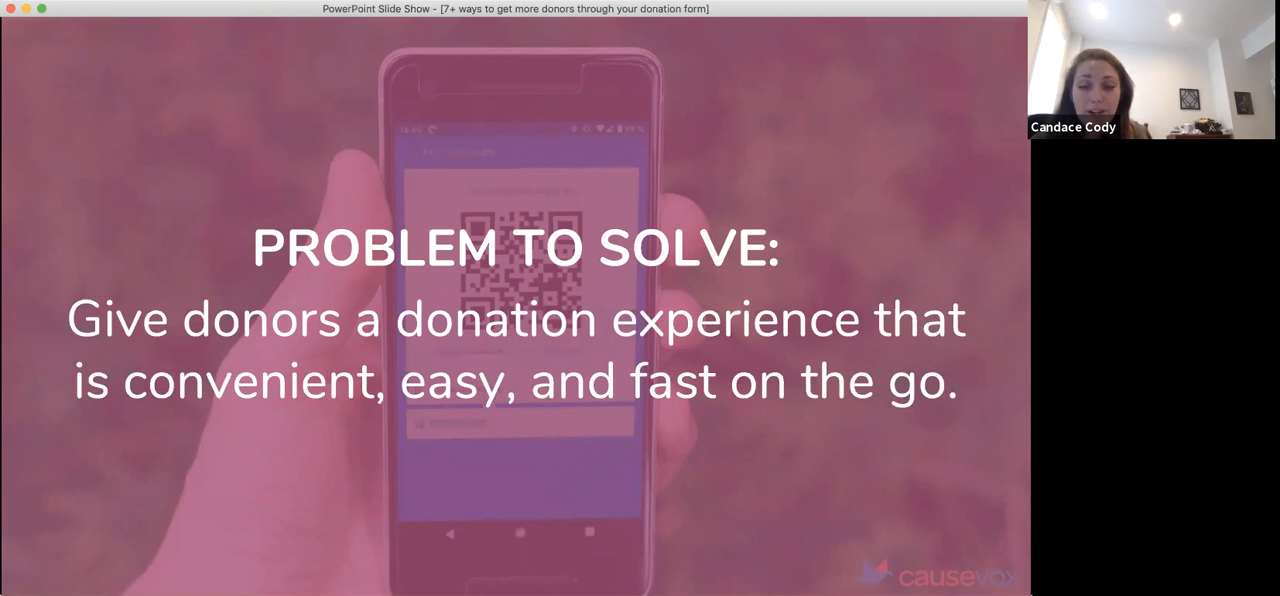 PowerPoint Slide Show - [7+ ways to get more donors through your donation form]
Candace Cody
PROBLEM TO SOLVE:
Give donors a donation experience that
is convenient, easy, and fast on the go.
causevox